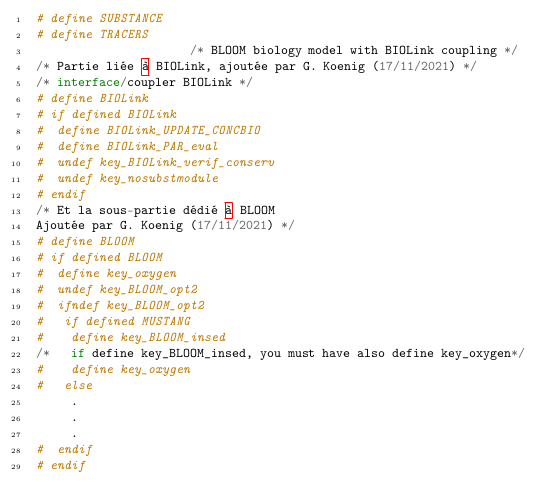 1 # define SUBSTANCE
2 # define TRACERS
3 /* BLOOM biology model with BIOLink coupling */
4 /* Partie liée à BIOLink, ajoutée par G. Koenig (17/11/2021) */
5 /* interface/coupler BIOLink */
6 # define BIOLink
7 # if defined BIOLink
8 #  define BIOLink_UPDATE_CONCBIO
9 #  define BIOLink_PAR_eval
10 #  undef key_BIOLink_verif_conserv
11 #  undef key_nosubstmodule
12 # endif
13 /* Et la sous-partie dédié à BLOOM
14 Ajoutée par G. Koenig (17/11/2021) */
15 # define BLOOM
16 # if defined BLOOM
17 #  define key_oxygen
18 #  undef key_BLOOM_opt2
19 #  ifndef key_BLOOM_opt2
20 #   if defined MUSTANG
21 #    define key_BLOOM_insed
22 /*   if define key_BLOOM_insed, you must have also define key_oxygen*/
23 #    define key_oxygen
24 #   else
25 .
26 .
27 .
28 #  endif
29 # endif